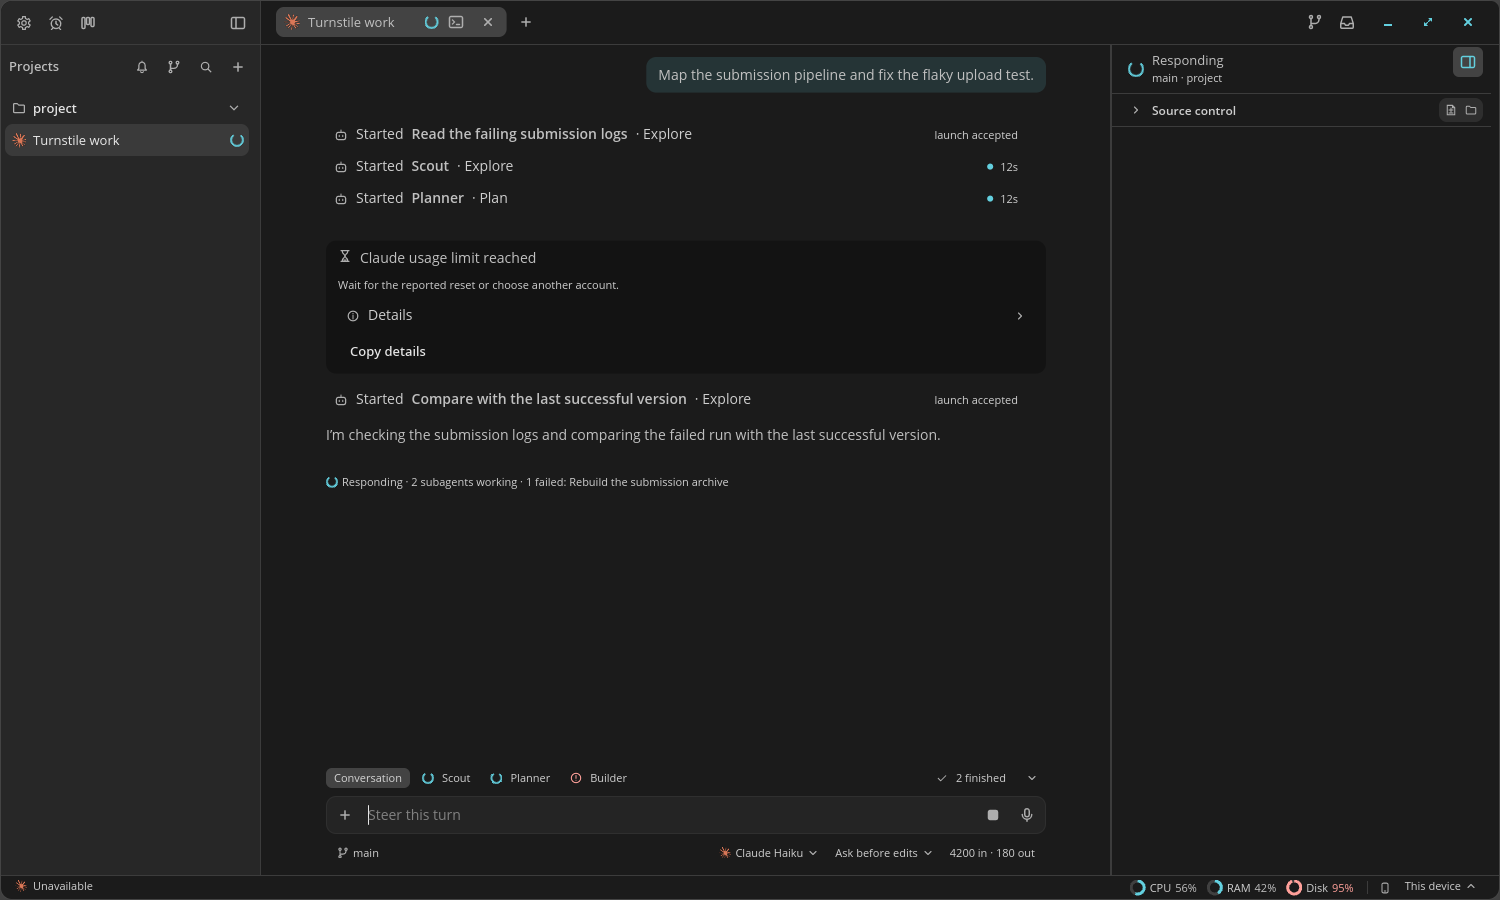 Turnstile work
Projects
project
Turnstile work
Map the submission pipeline and fix the flaky upload test.
Started Read the failing submission logs · Explore launch accepted
Started Scout · Explore 12s
Started Planner · Plan 12s
Claude usage limit reached
Wait for the reported reset or choose another account.
Details
Copy details
Started Compare with the last successful version · Explore launch accepted
I'm checking the submission logs and comparing the failed run with the last successful version.
Responding · 2 subagents working · 1 failed: Rebuild the submission archive
Conversation Scout Planner Builder 2 finished
Steer this turn
main Claude Haiku Ask before edits 4200 in · 180 out
Responding
main · project
Source control
Unavailable CPU 56% RAM 42% Disk 95% This device